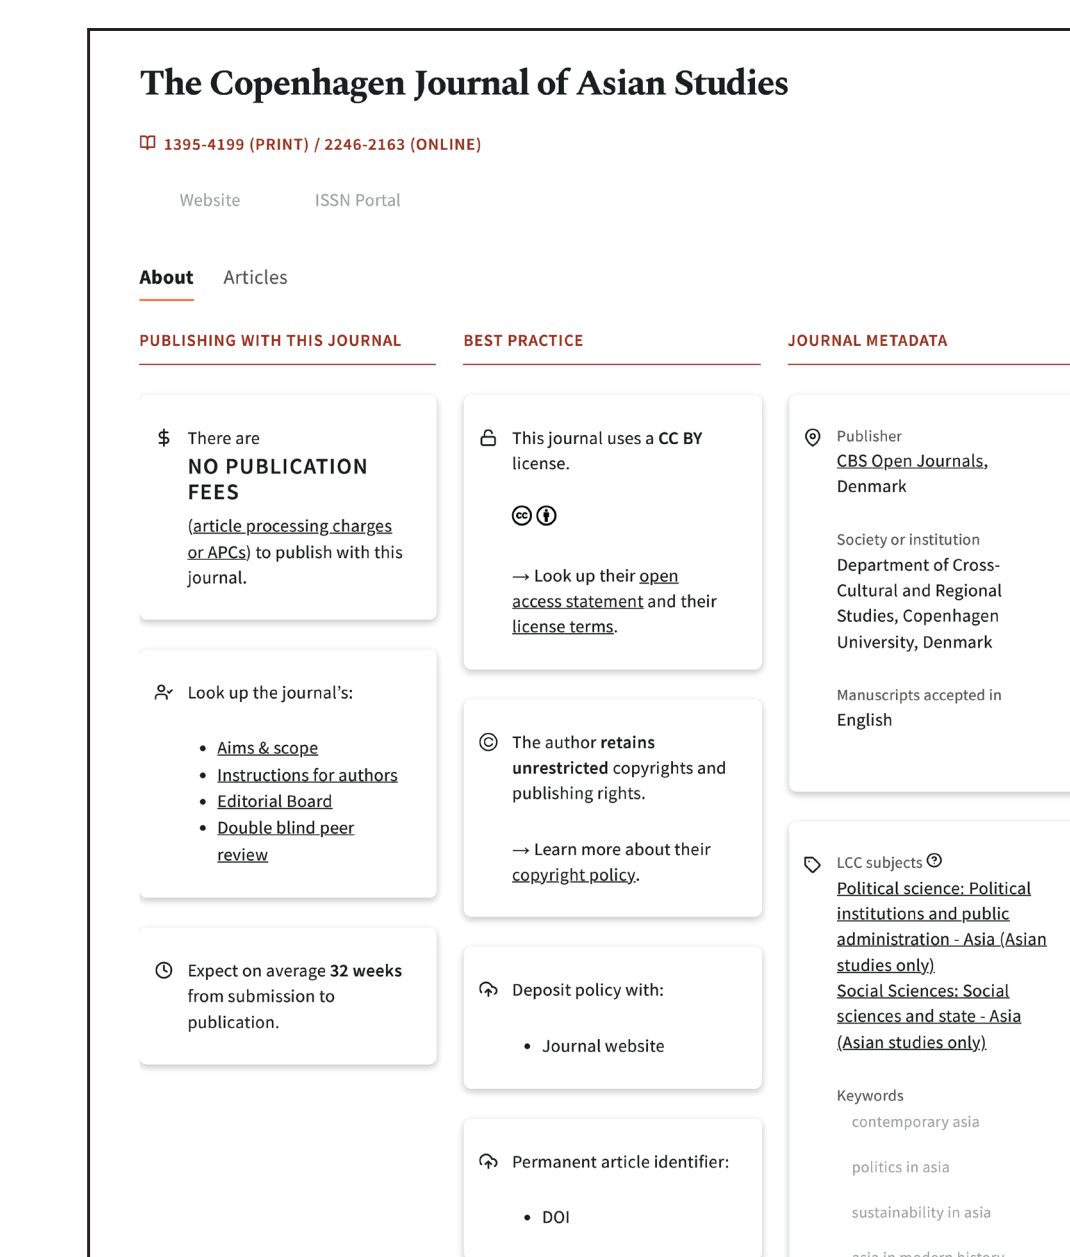 The Copenhagen Journal of Asian Studies
1395-4199 (PRINT) / 2246-2163 (ONLINE)
Website ISSN Portal
About Articles
PUBLISHING WITH THIS JOURNAL
There are
NO PUBLICATION
FEES
(article processing charges
or APCs) to publish with this
journal.
Look up the journal’s:
• Aims & scope
• Instructions for authors
• Editorial Board
• Double blind peer
review
Expect on average 32 weeks
from submission to
publication.
BEST PRACTICE
This journal uses a CC BY
license.
cc
→ Look up their open
access statement and their
license terms.
The author retains
unrestricted copyrights and
publishing rights.
→ Learn more about their
copyright policy.
Deposit policy with:
• Journal website
Permanent article identifier:
• DOI
JOURNAL METADATA
Publisher
CBS Open Journals,
Denmark
Society or institution
Department of Cross-
Cultural and Regional
Studies, Copenhagen
University, Denmark
Manuscripts accepted in
English
LCC subjects
Political science: Political
institutions and public
administration - Asia (Asian
studies only)
Social Sciences: Social
sciences and state - Asia
(Asian studies only)
Keywords
contemporary asia
politics in asia
sustainability in asia
asia in modern history